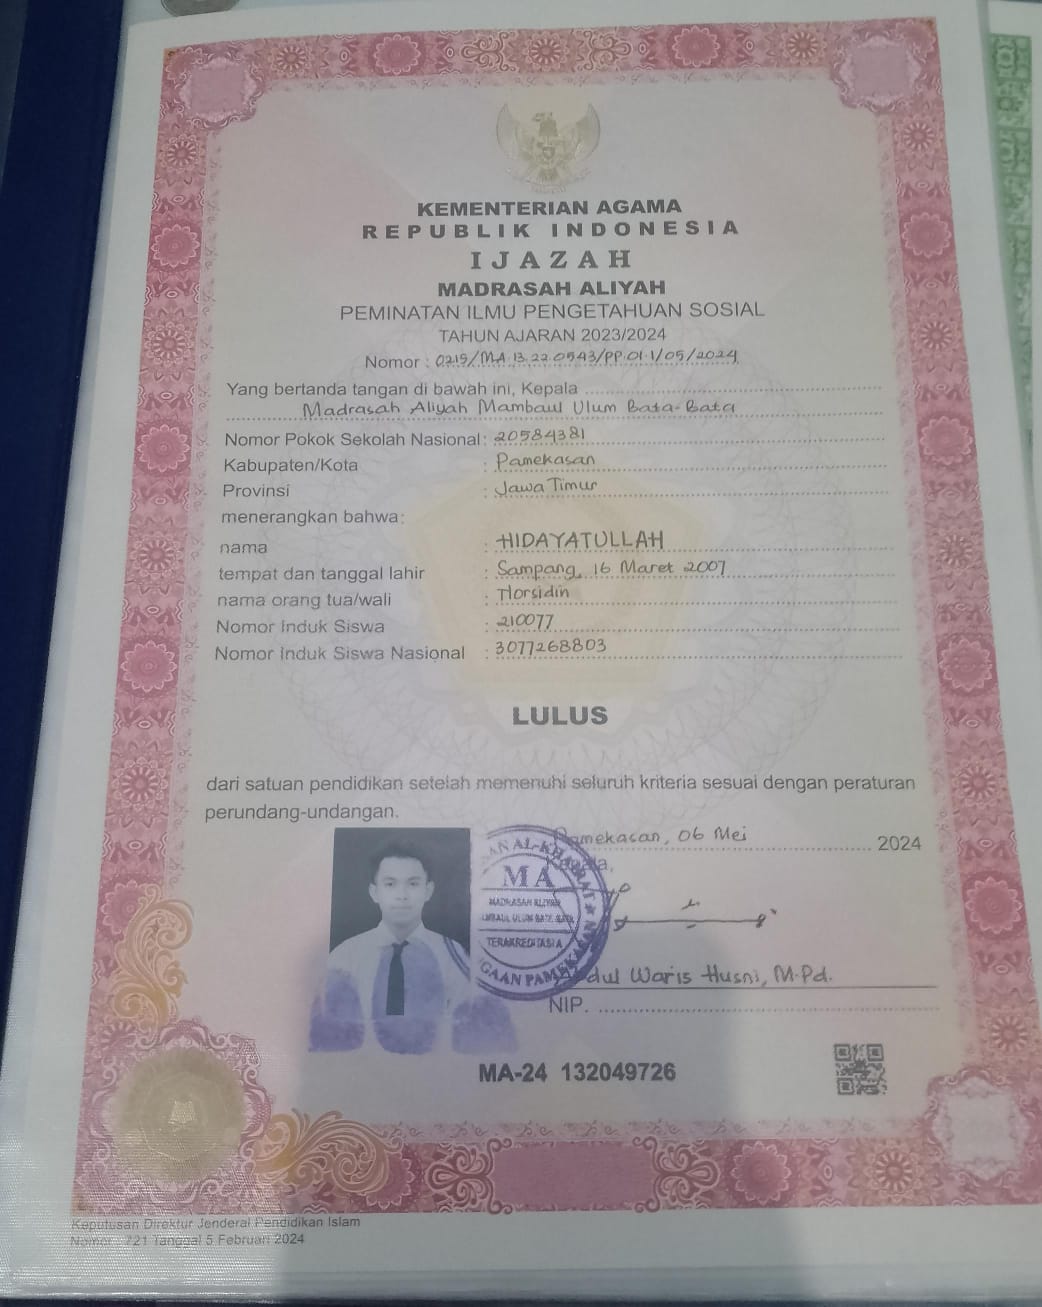 KEMENTERIAN AGAMA
REPUBLIK INDONESIA
IJAZAH
MADRASAH ALIYAH
PEMINATAN ILMU PENGETAHUAN SOSIAL
TAHUN AJARAN 2023/2024
Nomor : 0219/MA.13.22.0543/PP.01.1/05/2024
Yang bertanda tangan di bawah ini, Kepala
Madrasah Aliyah Mambaul Ulum Bata-Bata
Nomor Pokok Sekolah Nasional : 20584381
Kabupaten/Kota : Pamekasan
Provinsi : Jawa Timur
menerangkan bahwa:
nama : HIDAYATULLAH
tempat dan tanggal lahir : Sampang, 16 Maret 2007
nama orang tua/wali : Horsidin
Nomor Induk Siswa : 210077
Nomor Induk Siswa Nasional : 3077268803
LULUS
dari satuan pendidikan setelah memenuhi seluruh kriteria sesuai dengan peraturan
perundang-undangan.
Pamekasan, 06 Mei 2024
Kepala,
MA
MADRASAH ALIYAH
TERAKREDITASI A
Abdul Waris Husni, M.Pd.
NIP.
MA-24 132049726
Keputusan Direktur Jenderal Pendidikan Islam
Nomor : 721 Tanggal 5 Februari 2024